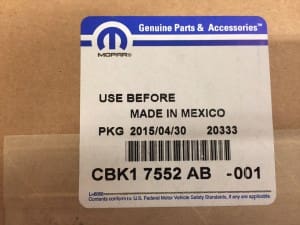 Genuine Parts & Accessories™
MOPAR®
USE BEFORE
MADE IN MEXICO
PKG 2015/04/30 20333
CBK1 7552 AB -001
Contents conform to U.S. Federal Motor Vehicle Safety Standards, if any are applicable.